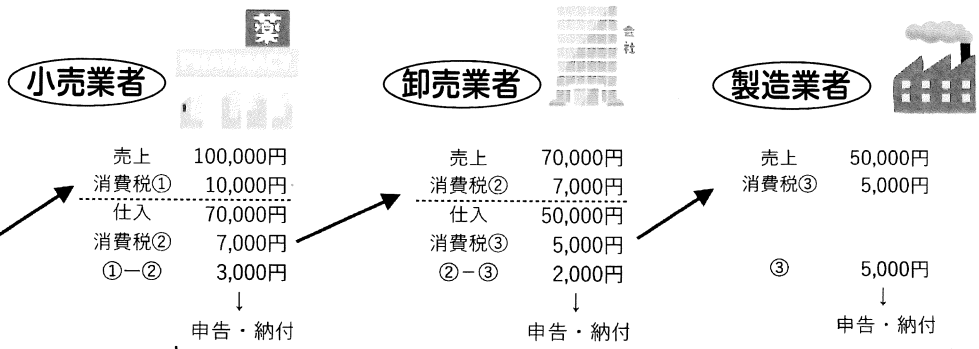 薬
PHARMACY
小売業者
売上 100,000円
消費税① 10,000円
仕入 70,000円
消費税② 7,000円
①－② 3,000円
↓
申告・納付
会社
卸売業者
売上 70,000円
消費税② 7,000円
仕入 50,000円
消費税③ 5,000円
②－③ 2,000円
↓
申告・納付
製造業者
売上 50,000円
消費税③ 5,000円
③ 5,000円
↓
申告・納付